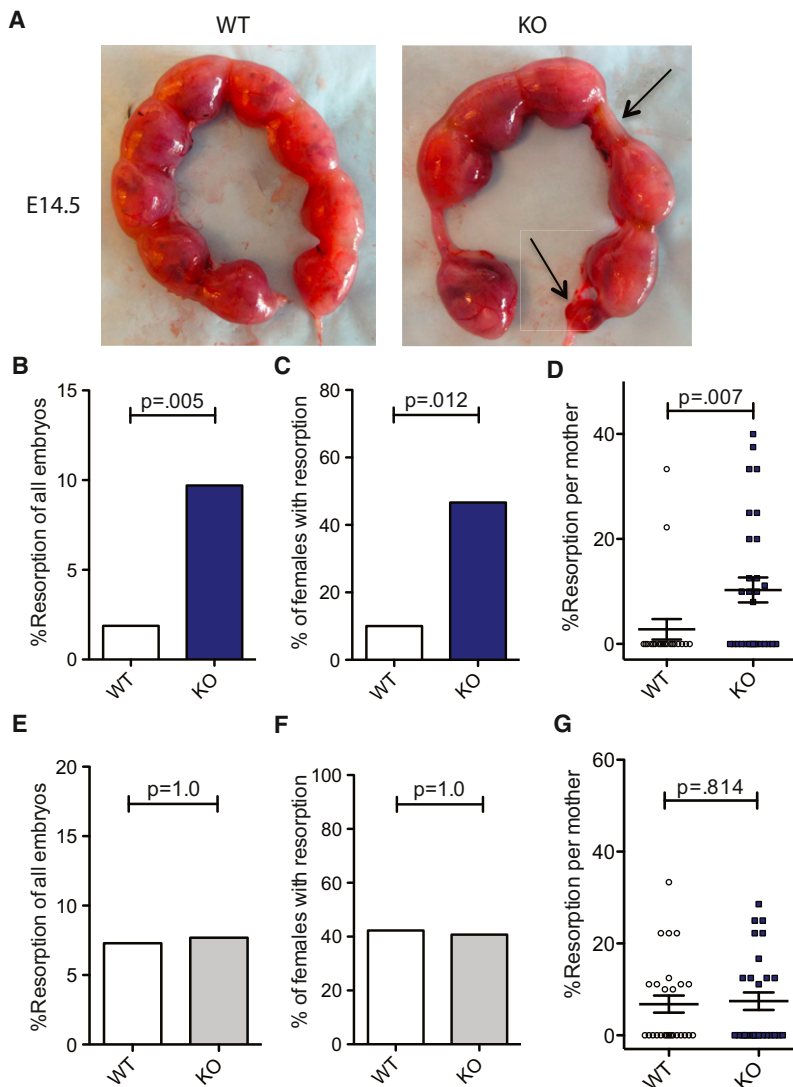 A
WT
KO
E14.5
B
%Resorption of all embryos
15
10
5
0
p=.005
WT
KO
C
% of females with resorption
80
60
40
20
0
p=.012
WT
KO
D
%Resorption per mother
40
20
0
p=.007
WT
KO
E
%Resorption of all embryos
20
15
10
5
0
p=1.0
WT
KO
F
% of females with resorption
100
80
60
40
20
0
p=1.0
WT
KO
G
%Resorption per mother
60
40
20
0
p=.814
WT
KO